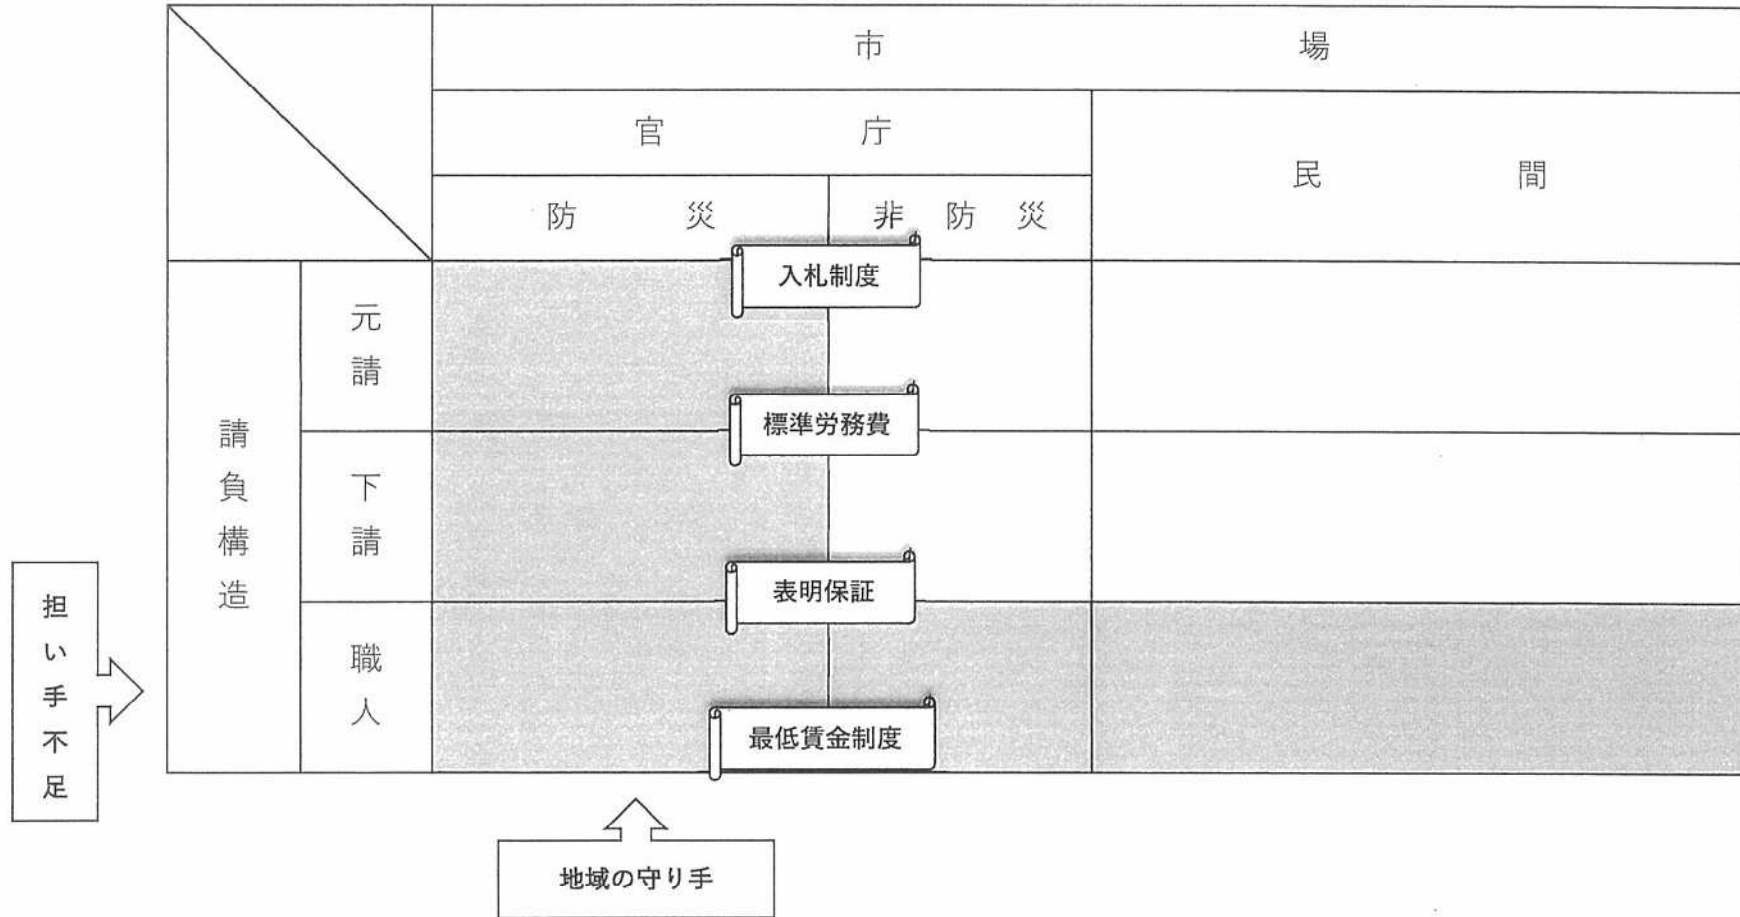 市場
官庁
民間
防災
非防災
入札制度
元請
標準労務費
請負構造
下請
表明保証
担い手不足
職人
最低賃金制度
地域の守り手